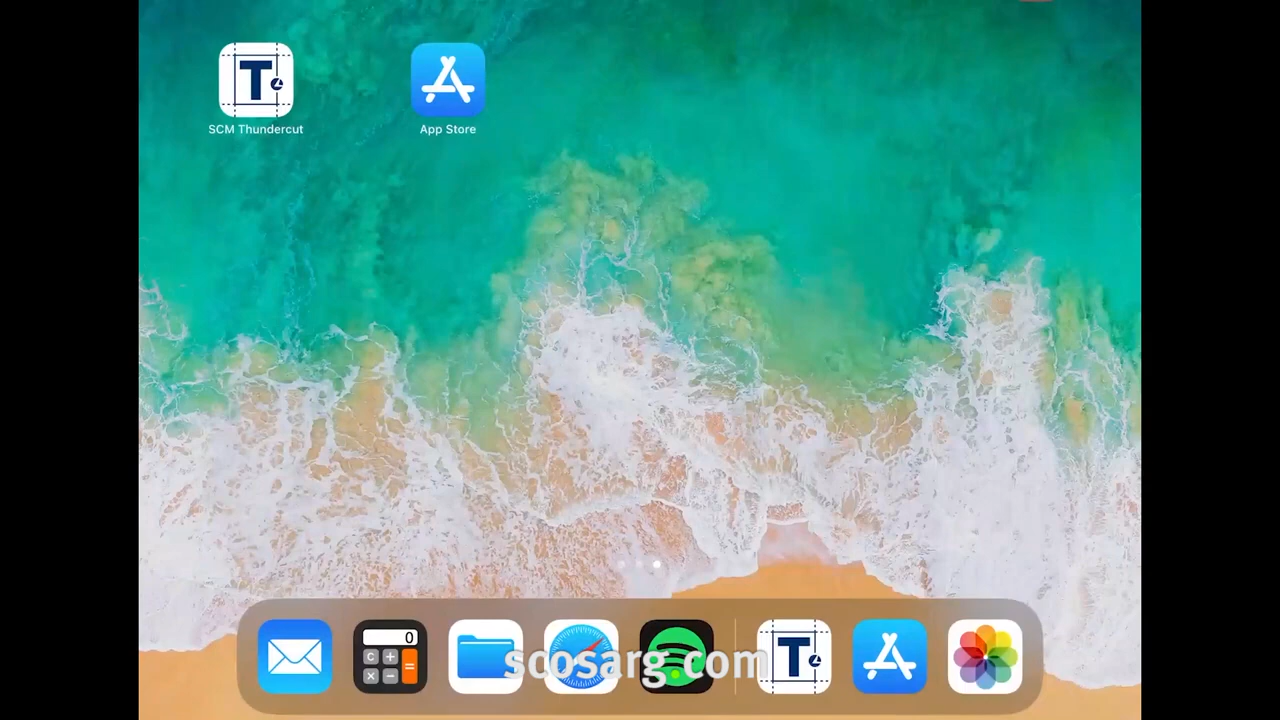 T
SCM Thundercut
App Store
0
C +
× − =
T
scosarg.com